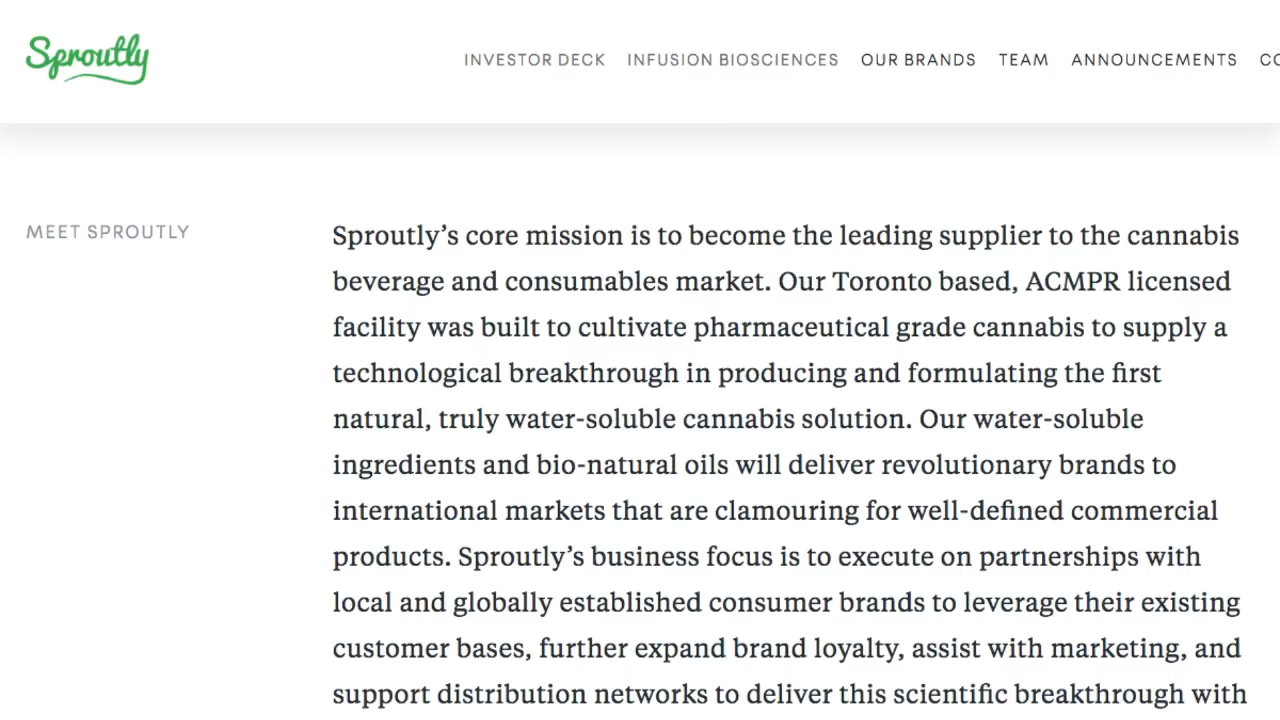 Sproutly
INVESTOR DECK INFUSION BIOSCIENCES OUR BRANDS TEAM ANNOUNCEMENTS
MEET SPROUTLY
Sproutly’s core mission is to become the leading supplier to the cannabis
beverage and consumables market. Our Toronto based, ACMPR licensed
facility was built to cultivate pharmaceutical grade cannabis to supply a
technological breakthrough in producing and formulating the first
natural, truly water-soluble cannabis solution. Our water-soluble
ingredients and bio-natural oils will deliver revolutionary brands to
international markets that are clamouring for well-defined commercial
products. Sproutly’s business focus is to execute on partnerships with
local and globally established consumer brands to leverage their existing
customer bases, further expand brand loyalty, assist with marketing, and
support distribution networks to deliver this scientific breakthrough with